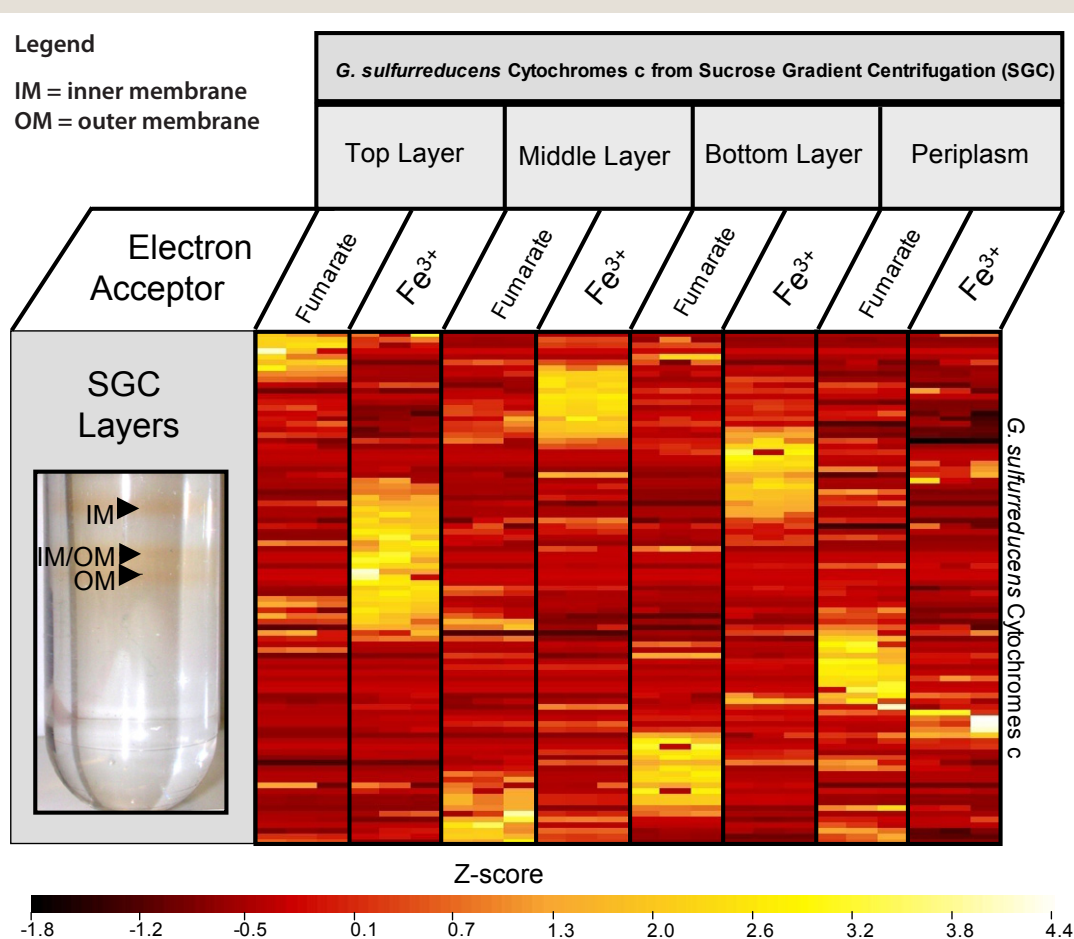 Legend
IM = inner membrane
OM = outer membrane
G. sulfurreducens Cytochromes c from Sucrose Gradient Centrifugation (SGC)
Top Layer
Middle Layer
Bottom Layer
Periplasm
Electron
Acceptor
Fumarate
Fe3+
Fumarate
Fe3+
Fumarate
Fe3+
Fumarate
Fe3+
SGC
Layers
IM
IM/OM
OM
G. sulfurreducens Cytochromes c
Z-score
-1.8 -1.2 -0.5 0.1 0.7 1.3 2.0 2.6 3.2 3.8 4.4